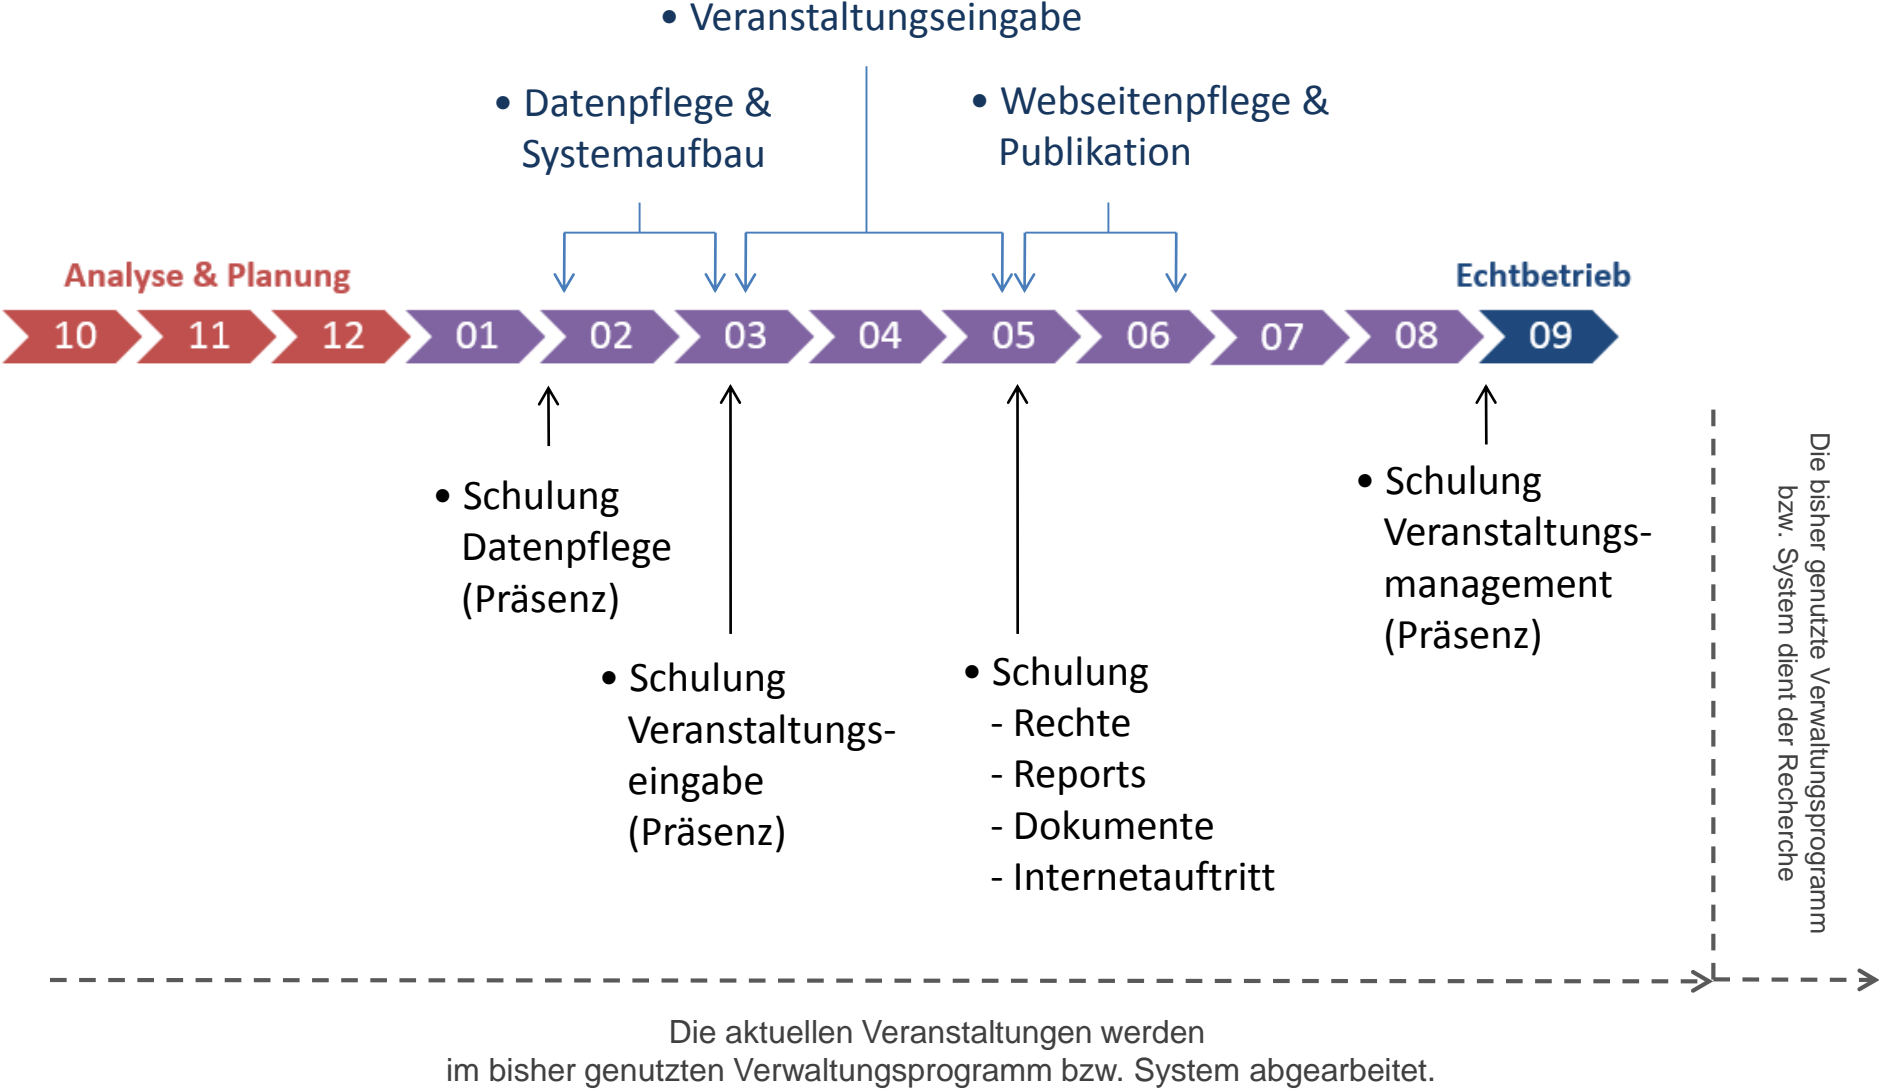 • Veranstaltungseingabe
• Datenpflege &
Systemaufbau
• Webseitenpflege &
Publikation
Analyse & Planung
Echtbetrieb
10 11 12 01 02 03 04 05 06 07 08 09
• Schulung
Datenpflege
(Präsenz)
• Schulung
Veranstaltungs-
eingabe
(Präsenz)
• Schulung
- Rechte
- Reports
- Dokumente
- Internetauftritt
• Schulung
Veranstaltungs-
management
(Präsenz)
Die bisher genutzte Verwaltungsprogramm
bzw. System dient der Recherche
Die aktuellen Veranstaltungen werden
im bisher genutzten Verwaltungsprogramm bzw. System abgearbeitet.